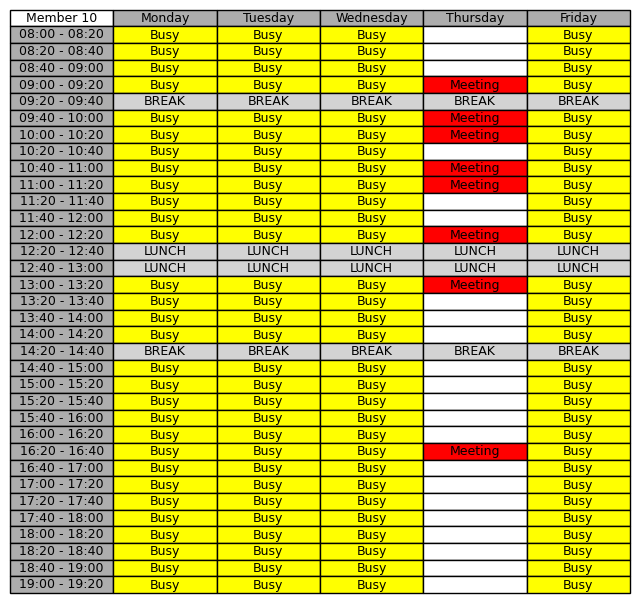 Member 10 Monday Tuesday Wednesday Thursday Friday
08:00 - 08:20 Busy Busy Busy Busy
08:20 - 08:40 Busy Busy Busy Busy
08:40 - 09:00 Busy Busy Busy Busy
09:00 - 09:20 Busy Busy Busy Meeting Busy
09:20 - 09:40 BREAK BREAK BREAK BREAK BREAK
09:40 - 10:00 Busy Busy Busy Meeting Busy
10:00 - 10:20 Busy Busy Busy Meeting Busy
10:20 - 10:40 Busy Busy Busy Busy
10:40 - 11:00 Busy Busy Busy Meeting Busy
11:00 - 11:20 Busy Busy Busy Meeting Busy
11:20 - 11:40 Busy Busy Busy Busy
11:40 - 12:00 Busy Busy Busy Busy
12:00 - 12:20 Busy Busy Busy Meeting Busy
12:20 - 12:40 LUNCH LUNCH LUNCH LUNCH LUNCH
12:40 - 13:00 LUNCH LUNCH LUNCH LUNCH LUNCH
13:00 - 13:20 Busy Busy Busy Meeting Busy
13:20 - 13:40 Busy Busy Busy Busy
13:40 - 14:00 Busy Busy Busy Busy
14:00 - 14:20 Busy Busy Busy Busy
14:20 - 14:40 BREAK BREAK BREAK BREAK BREAK
14:40 - 15:00 Busy Busy Busy Busy
15:00 - 15:20 Busy Busy Busy Busy
15:20 - 15:40 Busy Busy Busy Busy
15:40 - 16:00 Busy Busy Busy Busy
16:00 - 16:20 Busy Busy Busy Busy
16:20 - 16:40 Busy Busy Busy Meeting Busy
16:40 - 17:00 Busy Busy Busy Busy
17:00 - 17:20 Busy Busy Busy Busy
17:20 - 17:40 Busy Busy Busy Busy
17:40 - 18:00 Busy Busy Busy Busy
18:00 - 18:20 Busy Busy Busy Busy
18:20 - 18:40 Busy Busy Busy Busy
18:40 - 19:00 Busy Busy Busy Busy
19:00 - 19:20 Busy Busy Busy Busy